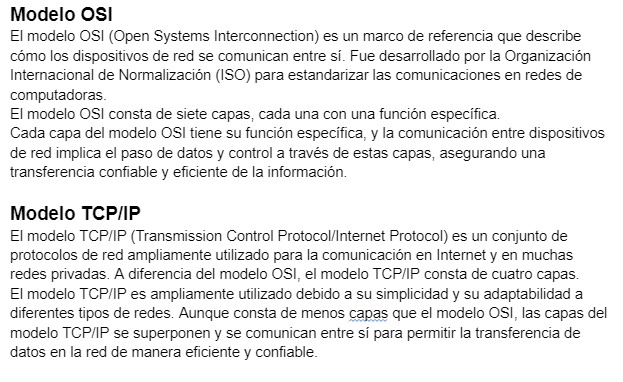 Modelo OSI
El modelo OSI (Open Systems Interconnection) es un marco de referencia que describe
cómo los dispositivos de red se comunican entre sí. Fue desarrollado por la Organización
Internacional de Normalización (ISO) para estandarizar las comunicaciones en redes de
computadoras.
El modelo OSI consta de siete capas, cada una con una función específica.
Cada capa del modelo OSI tiene su función específica, y la comunicación entre dispositivos
de red implica el paso de datos y control a través de estas capas, asegurando una
transferencia confiable y eficiente de la información.
Modelo TCP/IP
El modelo TCP/IP (Transmission Control Protocol/Internet Protocol) es un conjunto de
protocolos de red ampliamente utilizado para la comunicación en Internet y en muchas
redes privadas. A diferencia del modelo OSI, el modelo TCP/IP consta de cuatro capas.
El modelo TCP/IP es ampliamente utilizado debido a su simplicidad y su adaptabilidad a
diferentes tipos de redes. Aunque consta de menos capas que el modelo OSI, las capas del
modelo TCP/IP se superponen y se comunican entre sí para permitir la transferencia de
datos en la red de manera eficiente y confiable.